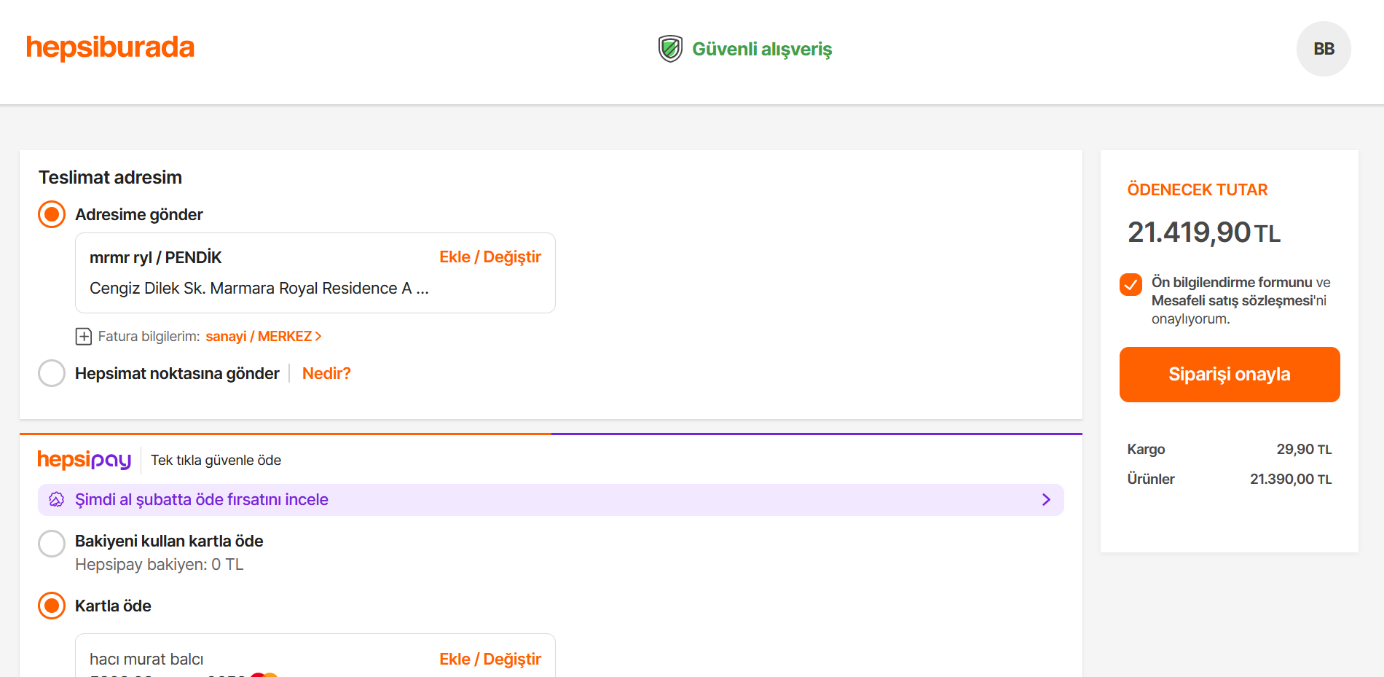 hepsiburada
Güvenli alışveriş
BB
Teslimat adresim
Adresime gönder
mrmr ryl / PENDİK
Ekle / Değiştir
Cengiz Dilek Sk. Marmara Royal Residence A ...
Fatura bilgilerim: sanayi / MERKEZ
Hepsimat noktasına gönder
Nedir?
hepsipay
Tek tıkla güvenle öde
Şimdi al şubatta öde fırsatını incele
Bakiyeni kullan kartla öde
Hepsipay bakiyen: 0 TL
Kartla öde
hacı murat balcı
Ekle / Değiştir
ÖDENECEK TUTAR
21.419,90 TL
Ön bilgilendirme formunu ve
Mesafeli satış sözleşmesi'ni
onaylıyorum.
Siparişi onayla
Kargo 29,90 TL
Ürünler 21.390,00 TL